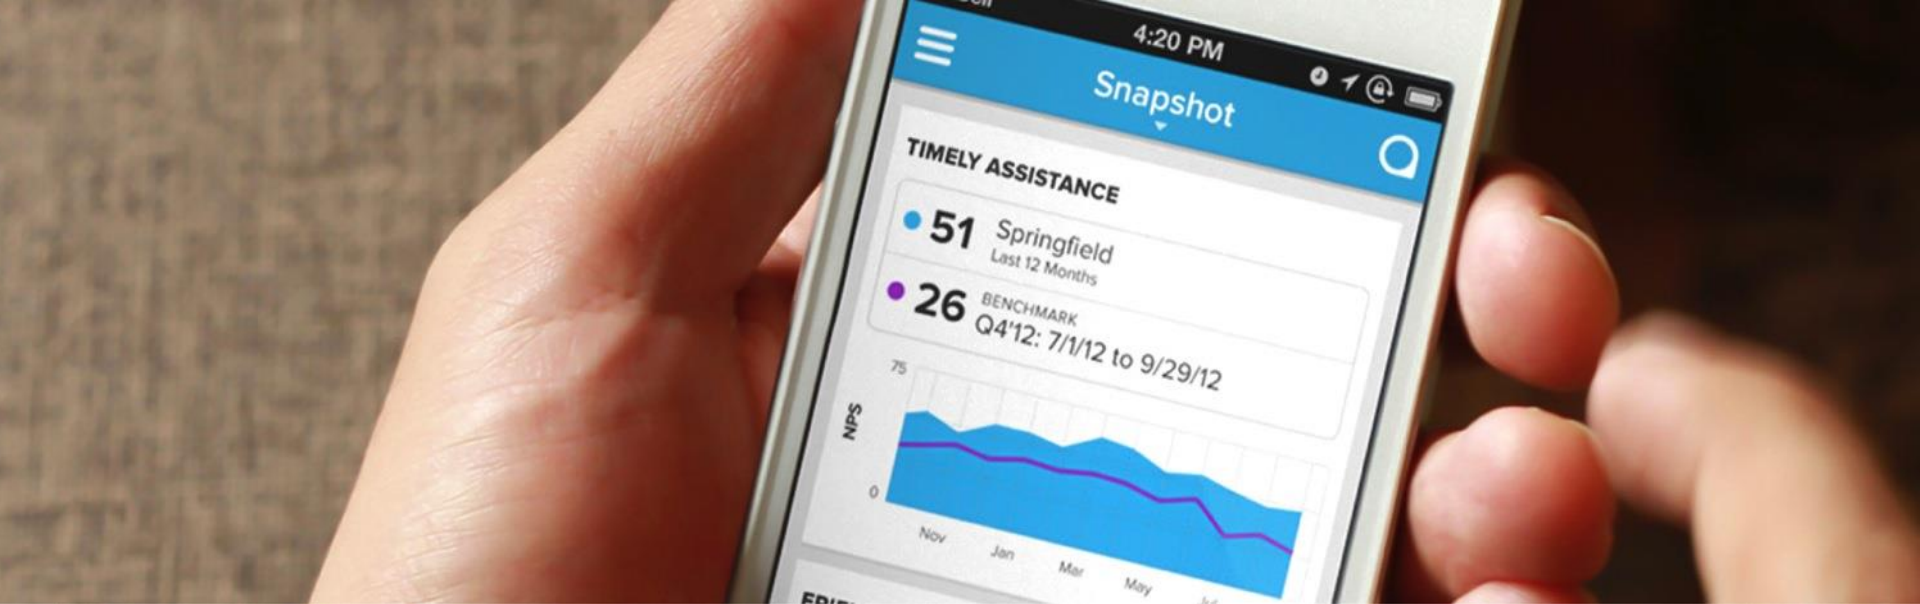 4:20 PM
Snapshot
TIMELY ASSISTANCE
51 Springfield
Last 12 Months
26 BENCHMARK
Q4'12: 7/1/12 to 9/29/12
75
NPS
0
Nov Jan Mar May